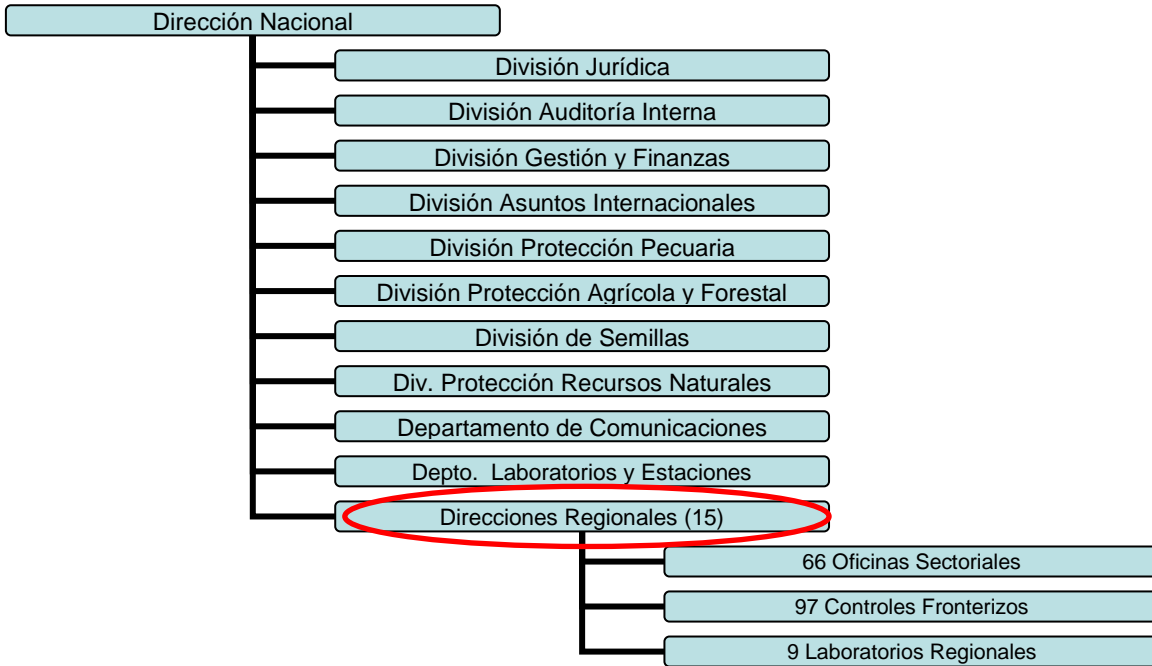 Dirección Nacional
División Jurídica
División Auditoría Interna
División Gestión y Finanzas
División Asuntos Internacionales
División Protección Pecuaria
División Protección Agrícola y Forestal
División de Semillas
Div. Protección Recursos Naturales
Departamento de Comunicaciones
Depto. Laboratorios y Estaciones
Direcciones Regionales (15)
66 Oficinas Sectoriales
97 Controles Fronterizos
9 Laboratorios Regionales